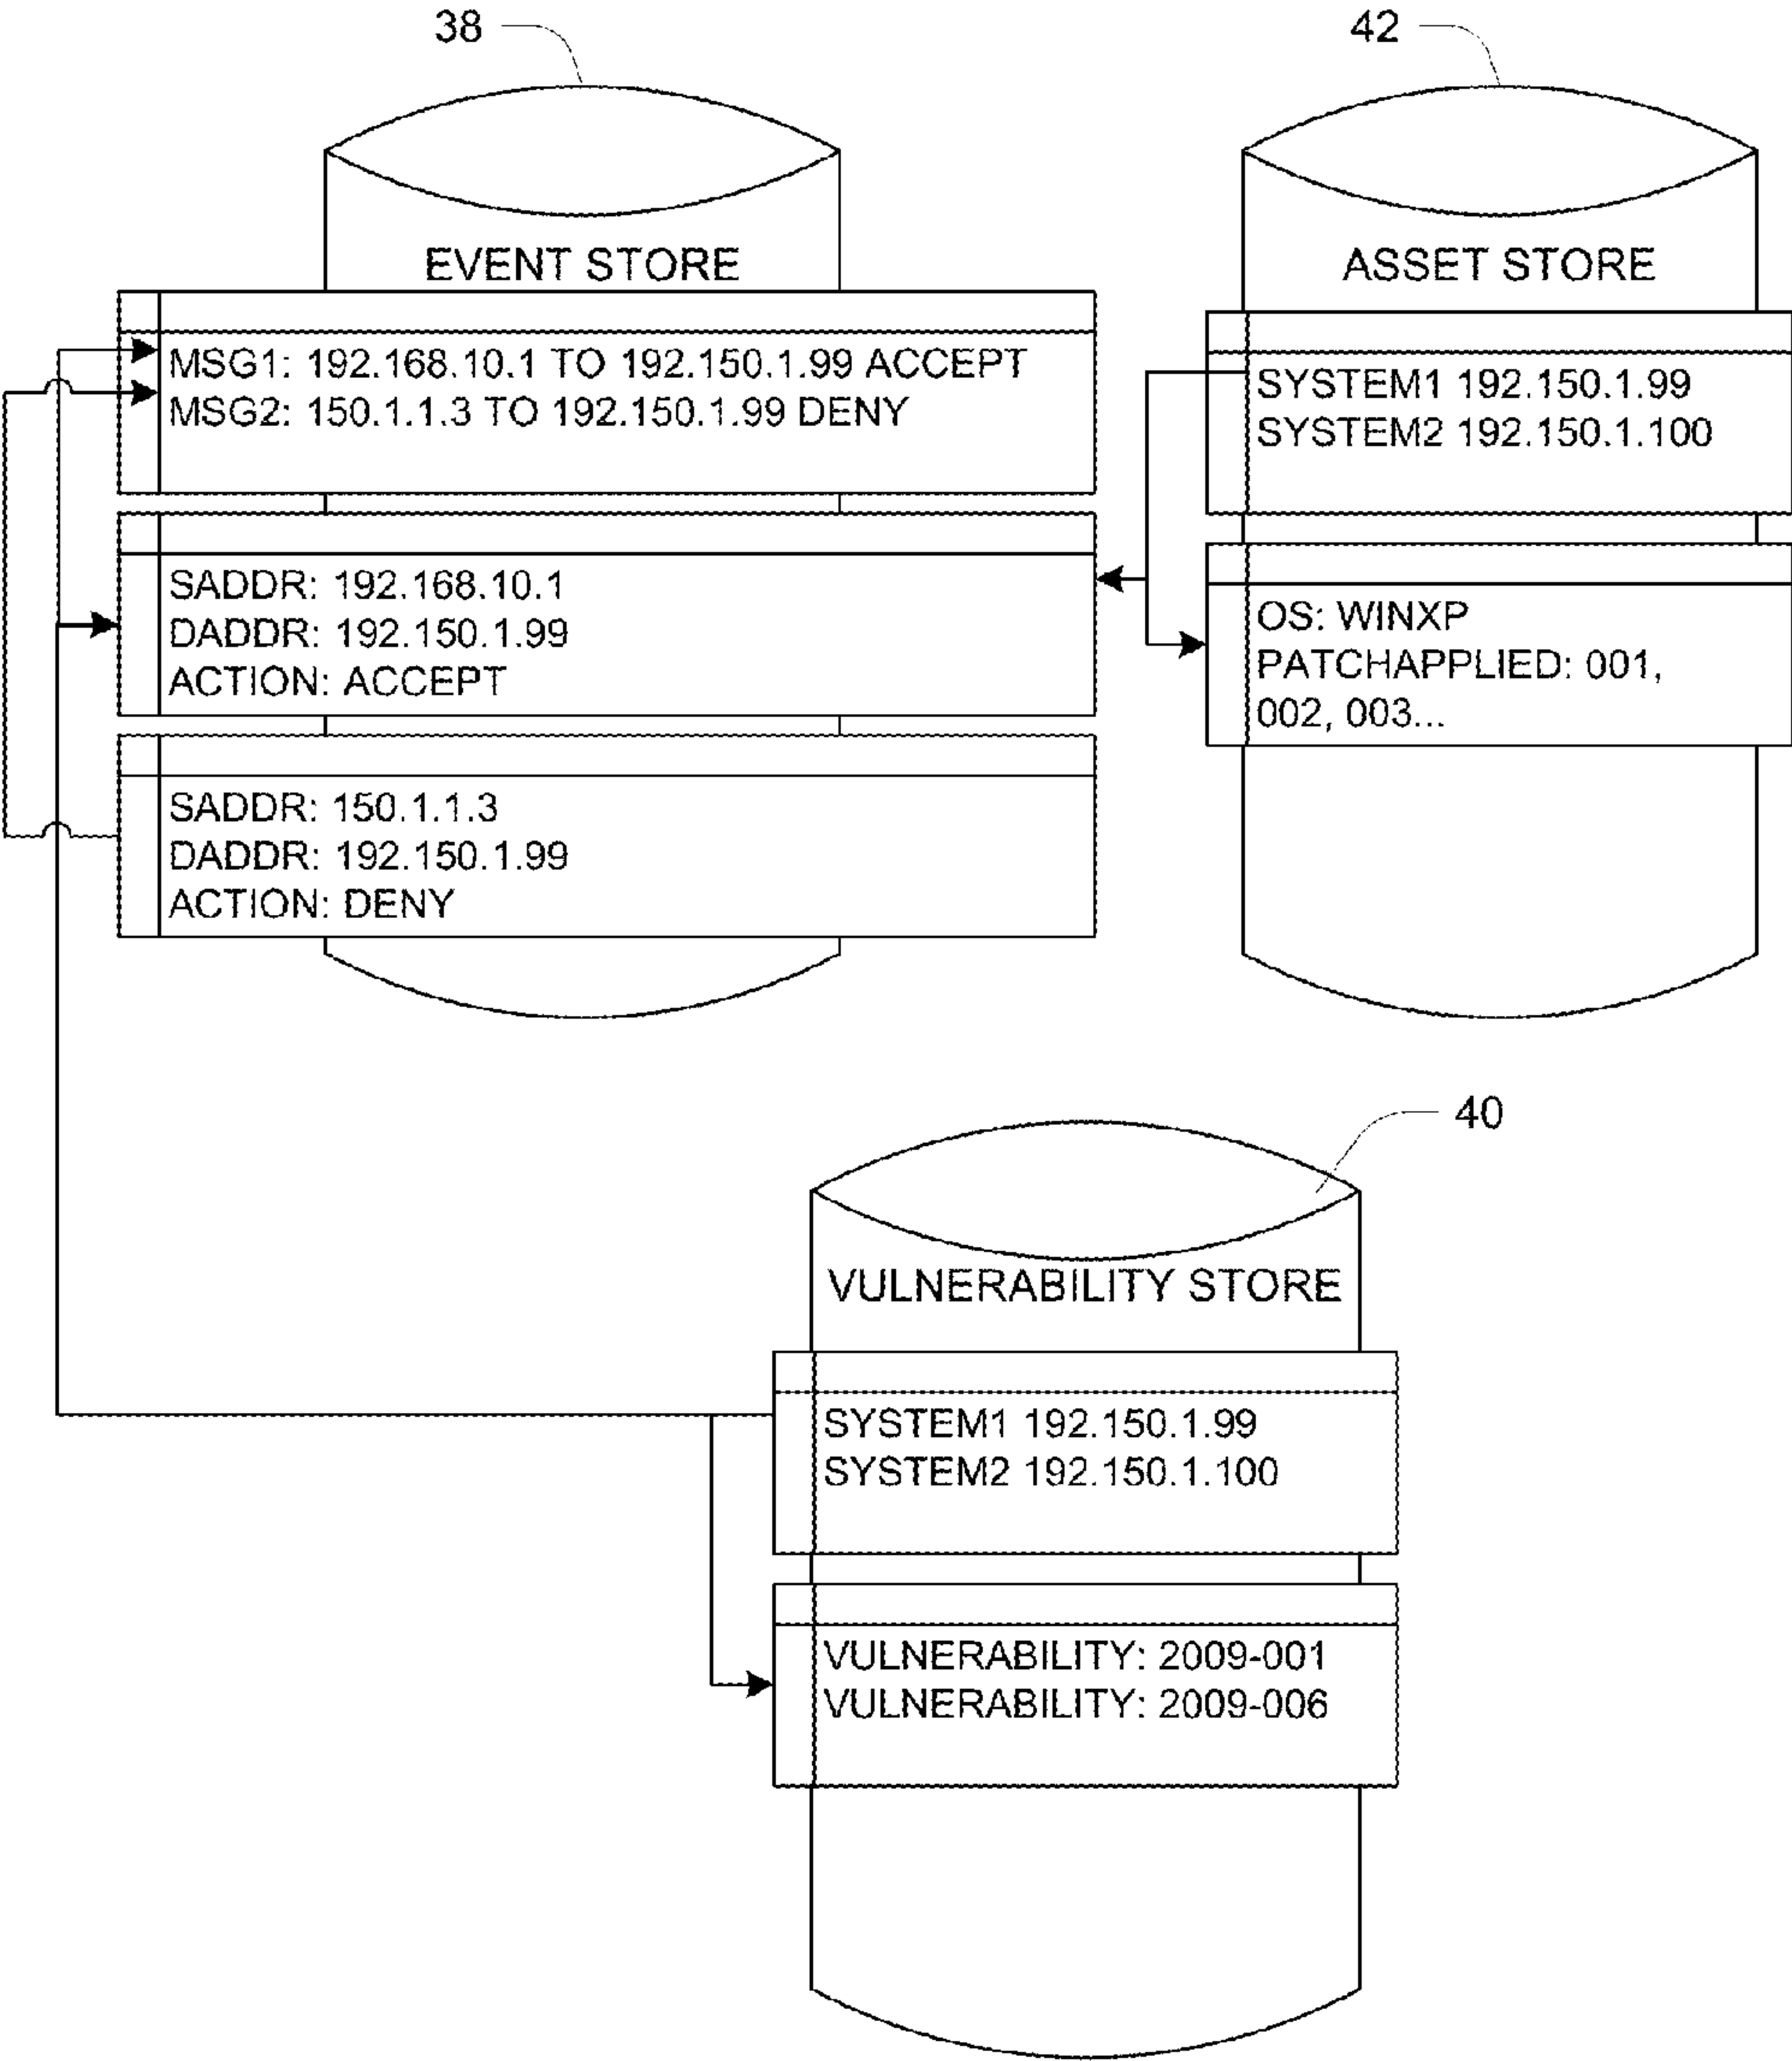 38
42
EVENT STORE
MSG1: 192.168.10.1 TO 192.150.1.99 ACCEPT
MSG2: 150.1.1.3 TO 192.150.1.99 DENY
SADDR: 192.168.10.1
DADDR: 192.150.1.99
ACTION: ACCEPT
SADDR: 150.1.1.3
DADDR: 192.150.1.99
ACTION: DENY
ASSET STORE
SYSTEM1 192.150.1.99
SYSTEM2 192.150.1.100
OS: WINXP
PATCHAPPLIED: 001,
002, 003...
40
VULNERABILITY STORE
SYSTEM1 192.150.1.99
SYSTEM2 192.150.1.100
VULNERABILITY: 2009-001
VULNERABILITY: 2009-006